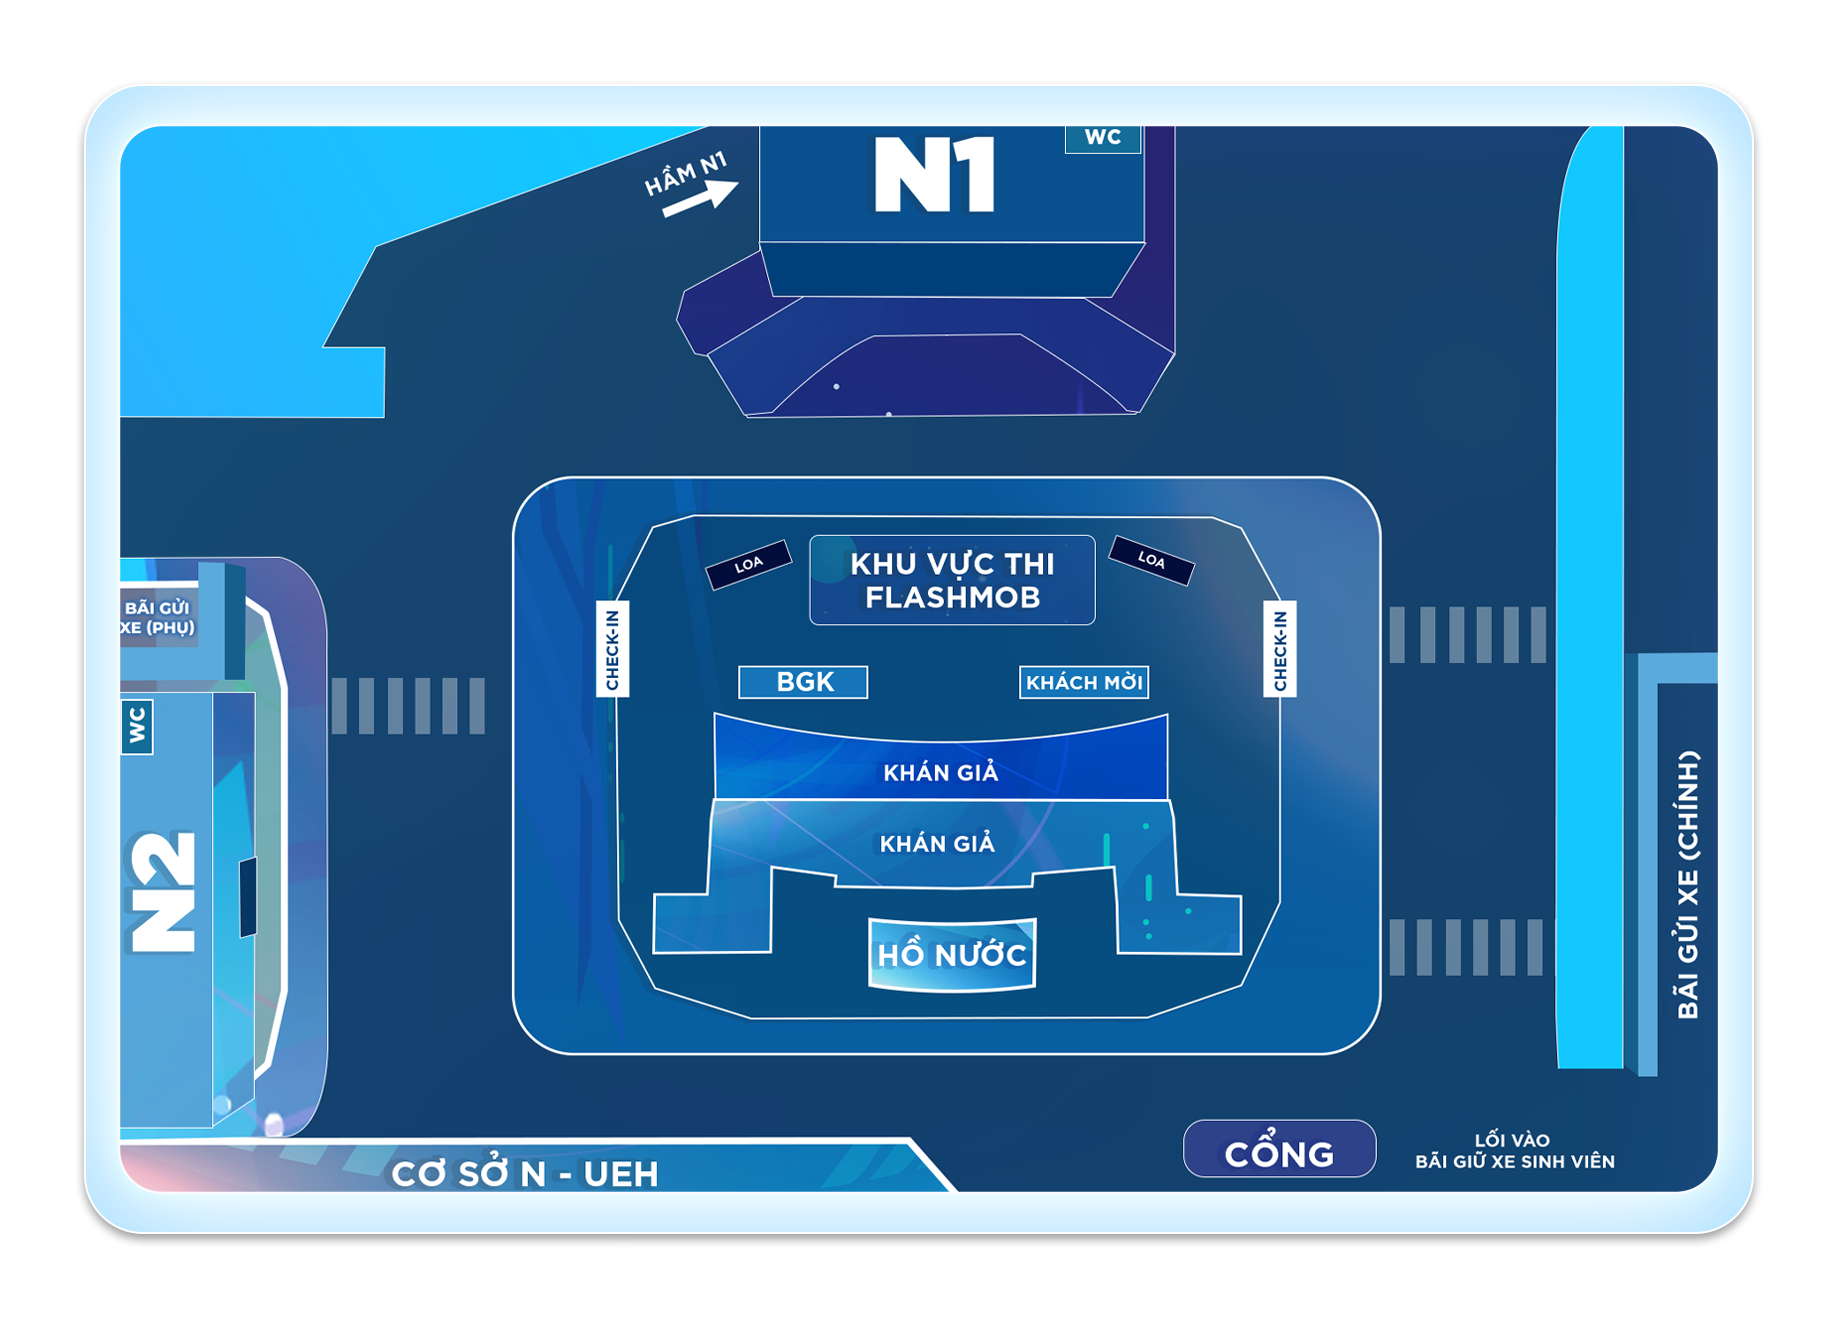 WC
N1
HẦM N1
KHU VỰC THI
FLASHMOB
LOA
LOA
CHECK-IN
CHECK-IN
BGK
KHÁCH MỜI
KHÁN GIẢ
KHÁN GIẢ
HỒ NƯỚC
BÃI GỬI
XE (PHỤ)
WC
N2
BÃI GỬI XE (CHÍNH)
CƠ SỞ N - UEH
CỔNG
LỐI VÀO
BÃI GIỮ XE SINH VIÊN